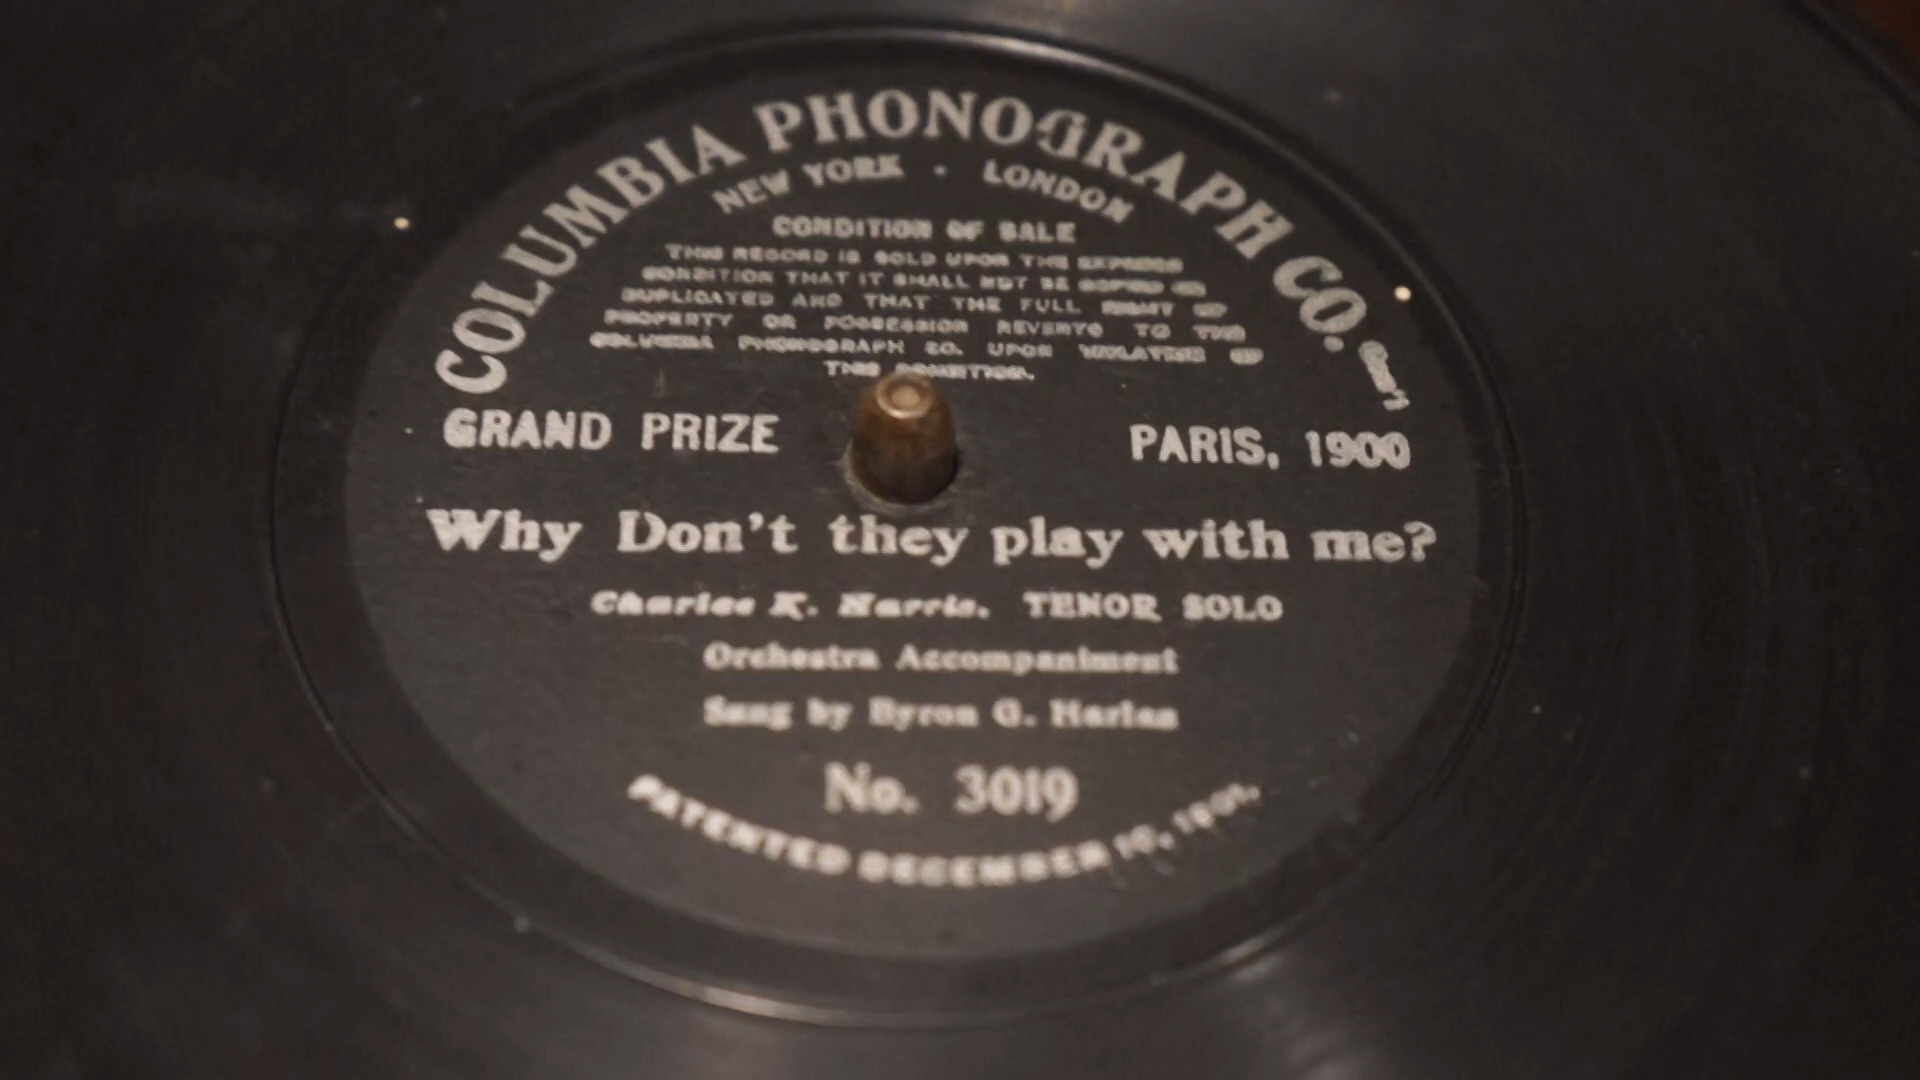 COLUMBIA PHONOGRAPH CO. Gen'l
NEW YORK · LONDON
CONDITION OF SALE
THIS RECORD IS SOLD UPON THE EXPRESS
CONDITION THAT IT SHALL NOT BE COPIED OR
DUPLICATED AND THAT THE FULL RIGHT OF
PROPERTY OR POSSESSION REVERTS TO THE
COLUMBIA PHONOGRAPH CO. UPON VIOLATION OF
THIS CONDITION.
GRAND PRIZE PARIS, 1900
Why Don't they play with me?
Charles K. Harris. TENOR SOLO
Orchestra Accompaniment
Sung by Byron G. Harlan
No. 3019
PATENTED DECEMBER 10, 1901.